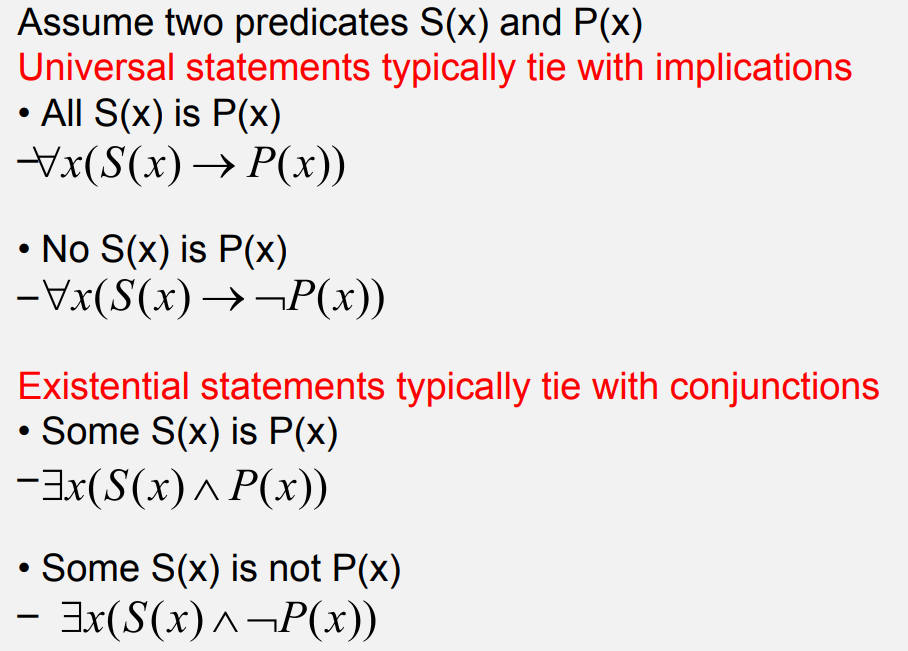 Assume two predicates S(x) and P(x)
Universal statements typically tie with implications
• All S(x) is P(x)
–∀x(S(x) → P(x))
• No S(x) is P(x)
–∀x(S(x) → ¬P(x))
Existential statements typically tie with conjunctions
• Some S(x) is P(x)
–∃x(S(x) ∧ P(x))
• Some S(x) is not P(x)
– ∃x(S(x) ∧ ¬P(x))